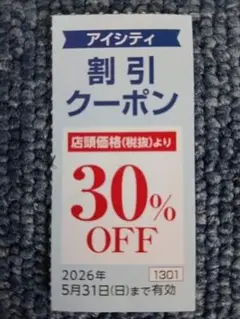 アイシティ
割引
クーポン
店頭価格(税抜)より
30%
OFF
2026年 1301
5月31日(日)まで有効